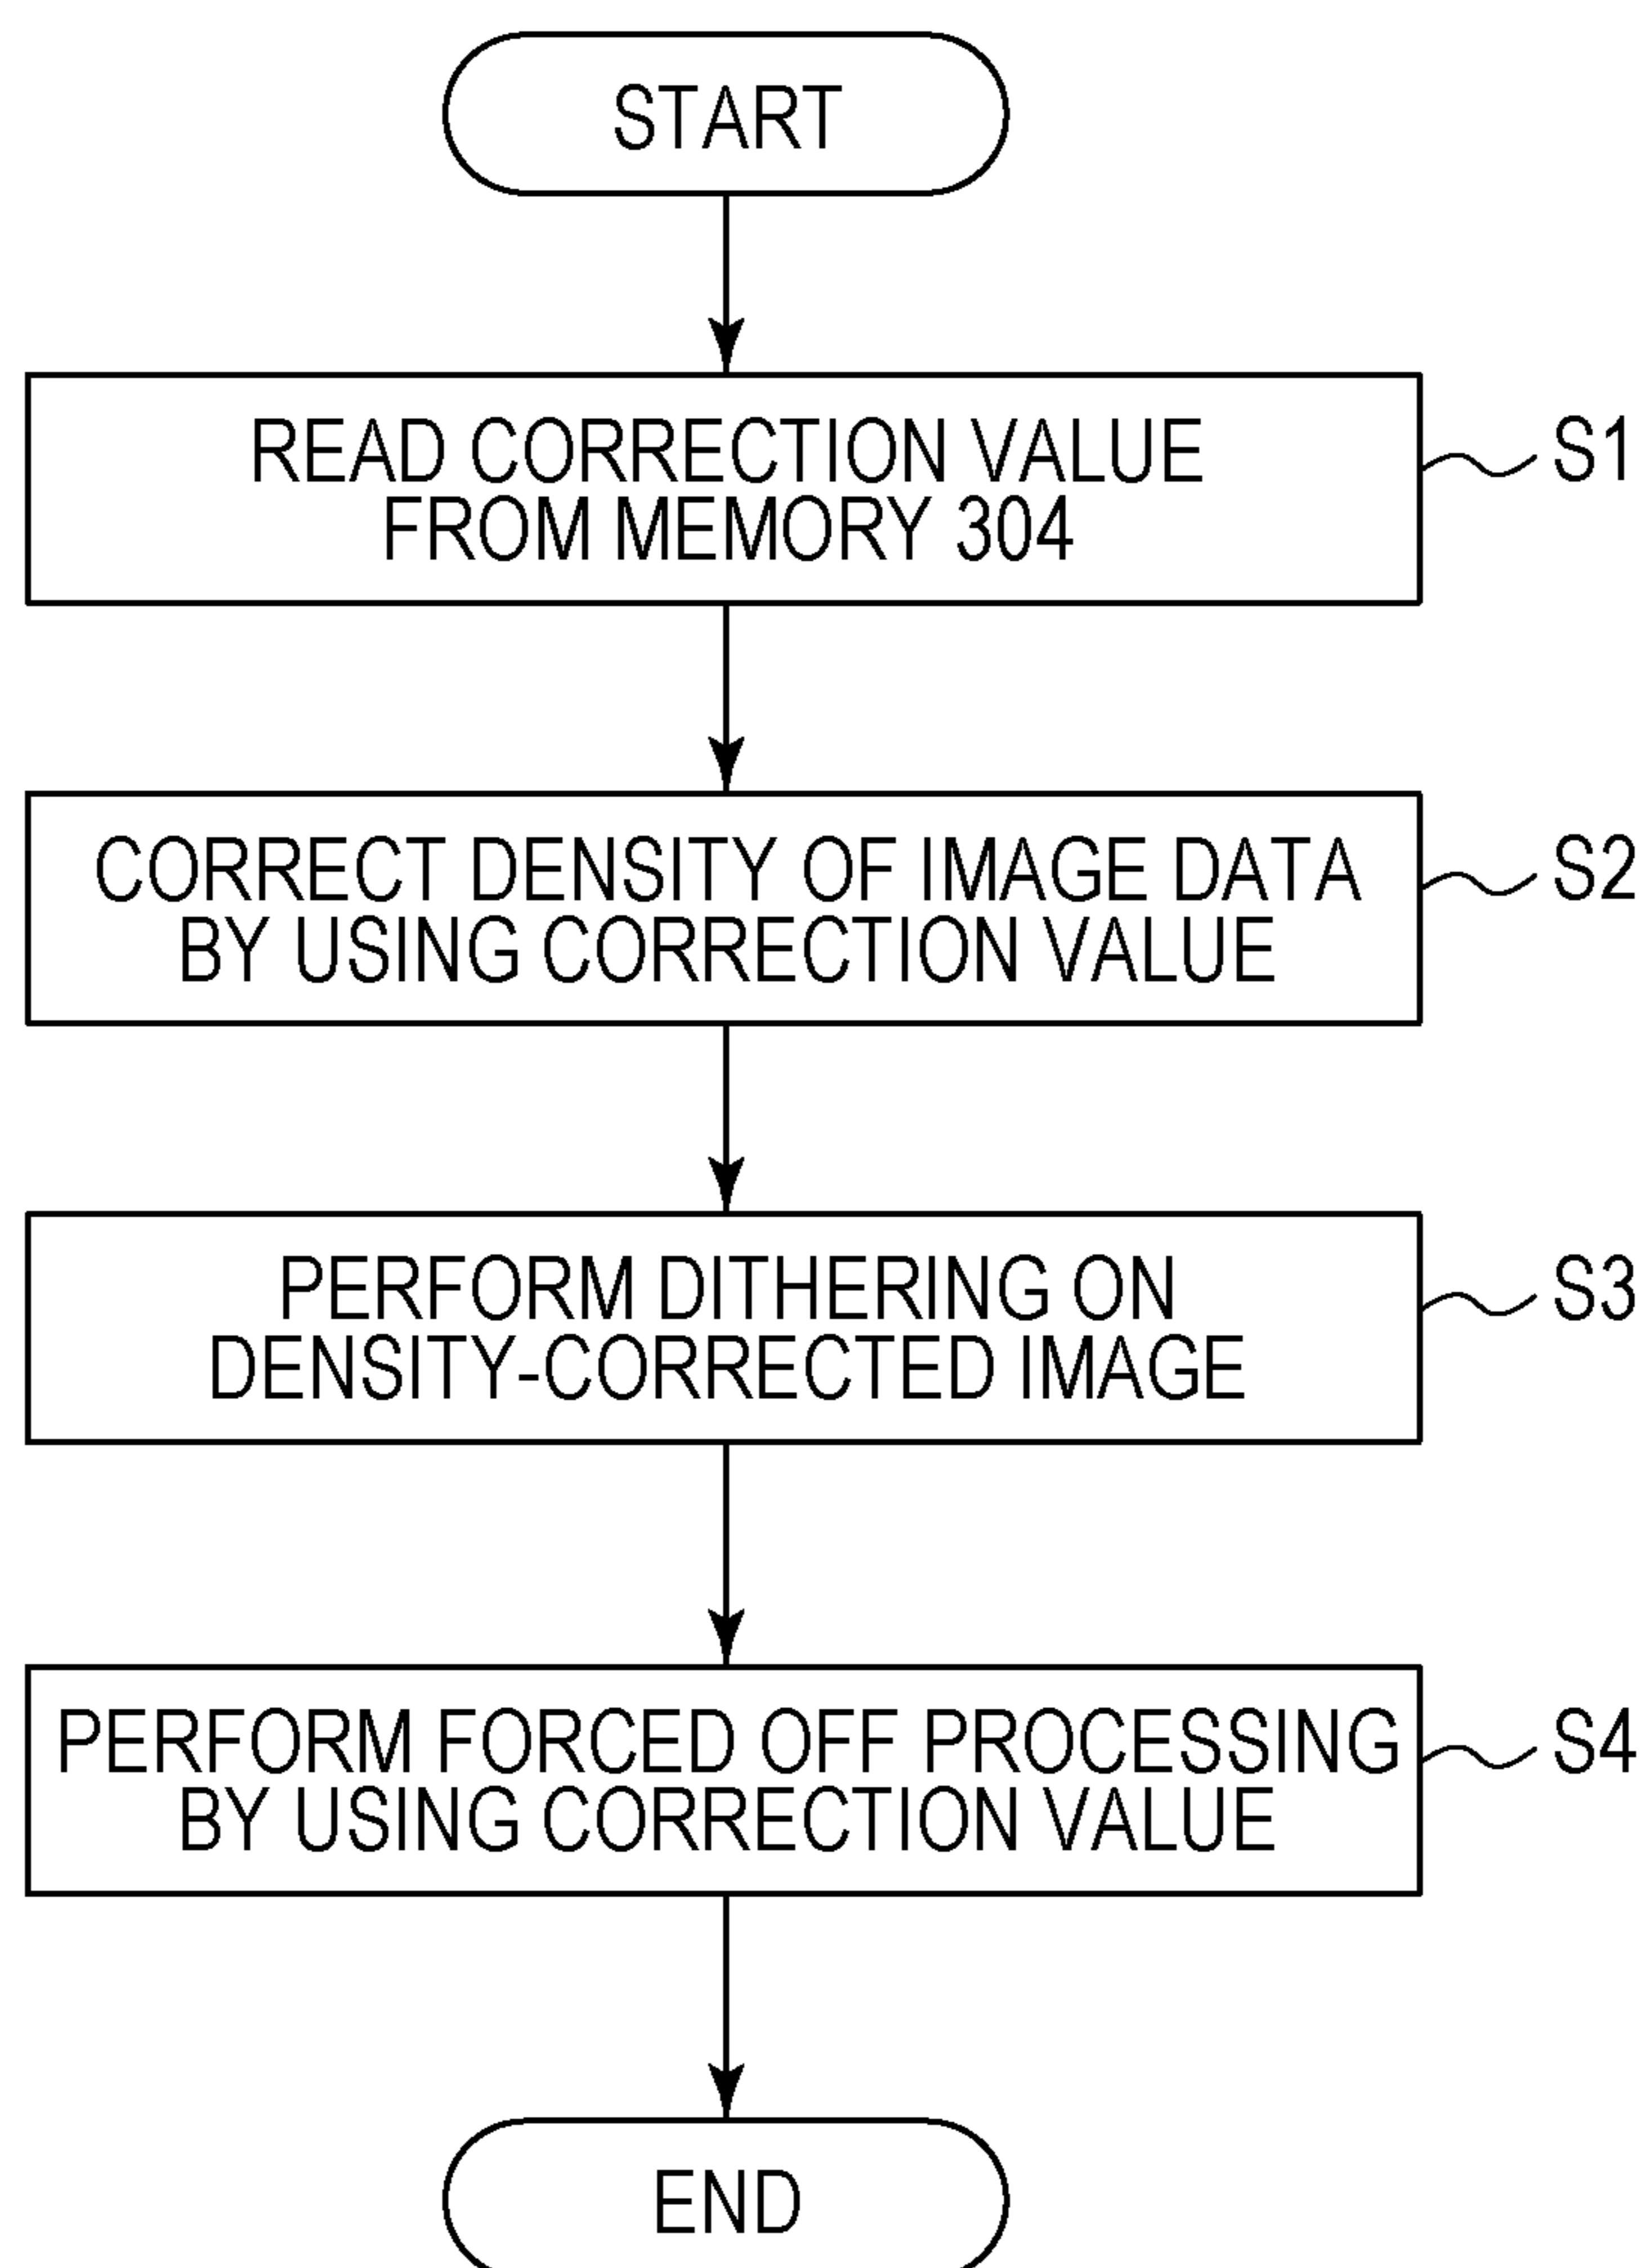 START
READ CORRECTION VALUE
FROM MEMORY 304
S1
CORRECT DENSITY OF IMAGE DATA
BY USING CORRECTION VALUE
S2
PERFORM DITHERING ON
DENSITY-CORRECTED IMAGE
S3
PERFORM FORCED OFF PROCESSING
BY USING CORRECTION VALUE
S4
END